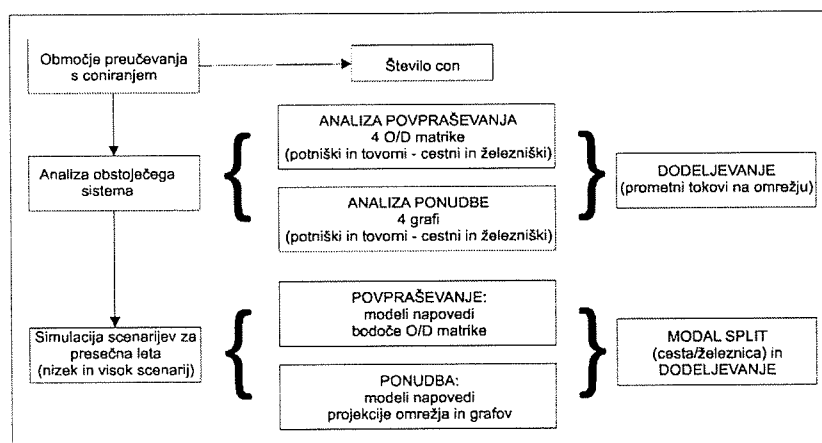 Območje preučevanja
s coniranjem
Število con
Analiza obstoječega
sistema
ANALIZA POVPRAŠEVANJA
4 O/D matrike
(potniški in tovorni - cestni in železniški)
ANALIZA PONUDBE
4 grafi
(potniški in tovorni - cestni in železniški)
DODELJEVANJE
(prometni tokovi na omrežju)
Simulacija scenarijev za
presečna leta
(nizek in visok scenarij)
POVPRAŠEVANJE:
modeli napovedi
bodoče O/D matrike
PONUDBA:
modeli napovedi
projekcije omrežja in grafov
MODAL SPLIT
(cesta/železnica) in
DODELJEVANJE